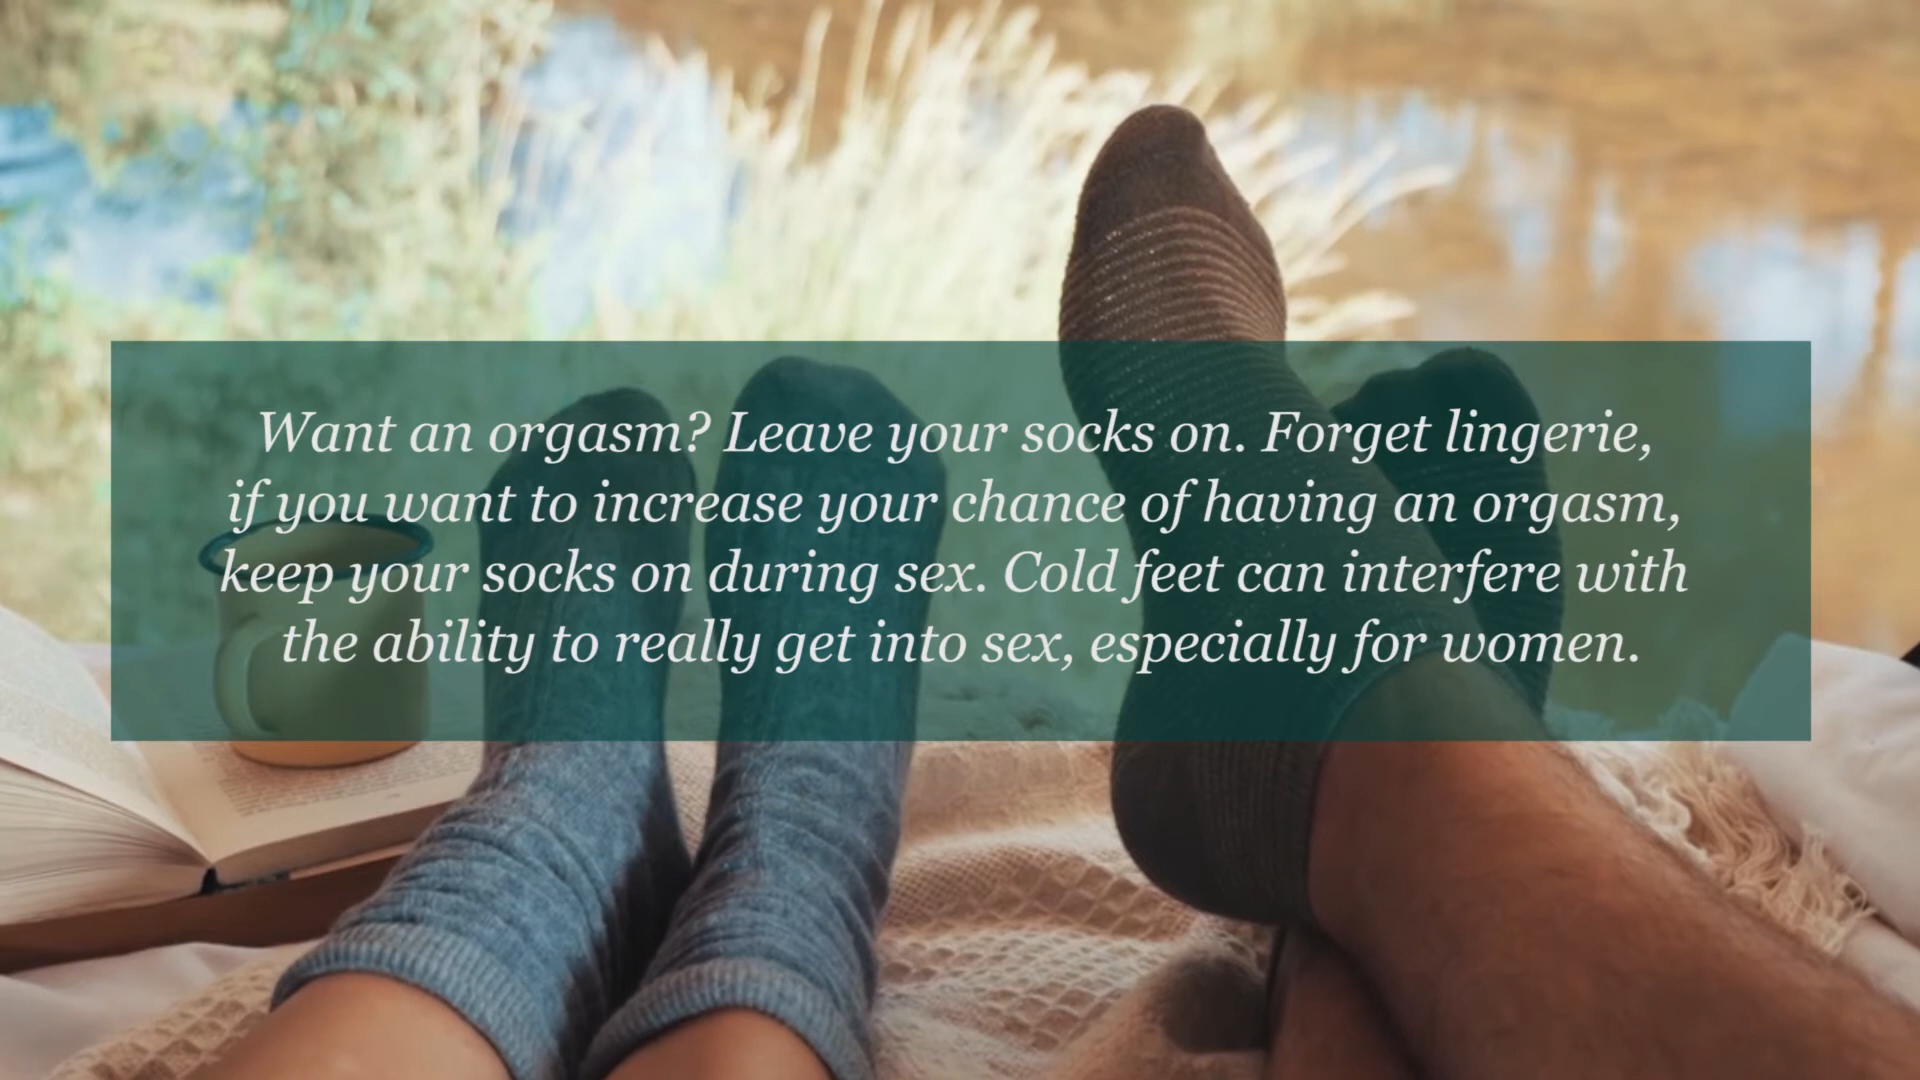 Want an orgasm? Leave your socks on. Forget lingerie,
if you want to increase your chance of having an orgasm,
keep your socks on during sex. Cold feet can interfere with
the ability to really get into sex, especially for women.